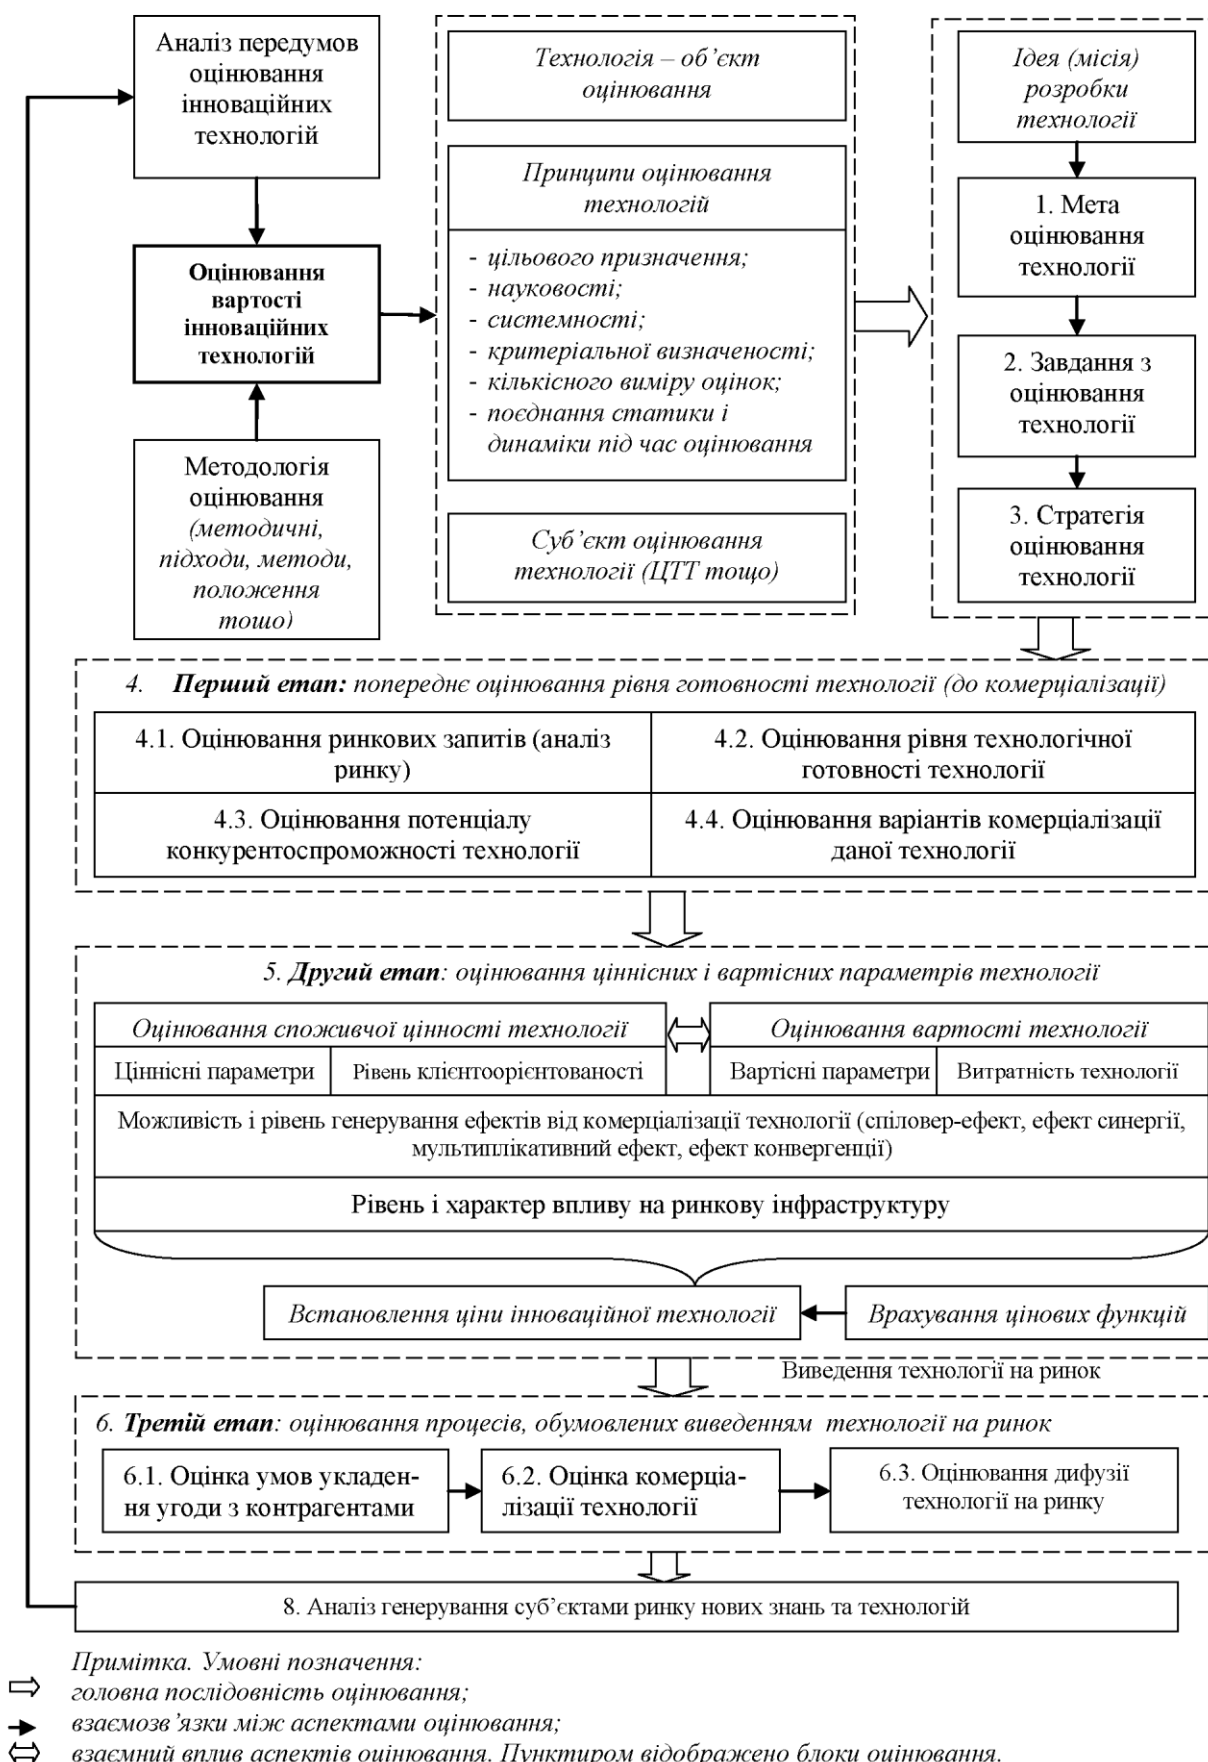 Аналіз передумов
оцінювання
інноваційних
технологій
Оцінювання
вартості
інноваційних
технологій
Методологія
оцінювання
(методичні,
підходи, методи,
положення
тощо)
Технологія – об’єкт
оцінювання
Принципи оцінювання
технологій
- цільового призначення;
- науковості;
- системності;
- критеріальної визначеності;
- кількісного виміру оцінок;
- поєднання статики і
динаміки під час оцінювання
Суб’єкт оцінювання
технології (ЦТТ тощо)
Ідея (місія)
розробки
технології
1. Мета
оцінювання
технології
2. Завдання з
оцінювання
технології
3. Стратегія
оцінювання
технології
4. Перший етап: попереднє оцінювання рівня готовності технології (до комерціалізації)
4.1. Оцінювання ринкових запитів (аналіз
ринку)
4.2. Оцінювання рівня технологічної
готовності технології
4.3. Оцінювання потенціалу
конкурентоспроможності технології
4.4. Оцінювання варіантів комерціалізації
даної технології
5. Другий етап: оцінювання ціннісних і вартісних параметрів технології
Оцінювання споживчої цінності технології
Оцінювання вартості технології
Ціннісні параметри
Рівень клієнтоорієнтованості
Вартісні параметри
Витратність технології
Можливість і рівень генерування ефектів від комерціалізації технології (спіловер-ефект, ефект синергії,
мультиплікативний ефект, ефект конвергенції)
Рівень і характер впливу на ринкову інфраструктуру
Встановлення ціни інноваційної технології
Врахування цінових функцій
Виведення технології на ринок
6. Третій етап: оцінювання процесів, обумовлених виведенням технології на ринок
6.1. Оцінка умов укладен-
ня угоди з контрагентами
6.2. Оцінка комерціа-
лізації технології
6.3. Оцінювання дифузії
технології на ринку
8. Аналіз генерування суб’єктами ринку нових знань та технологій
Примітка. Умовні позначення:
головна послідовність оцінювання;
взаємозв’язки між аспектами оцінювання;
взаємний вплив аспектів оцінювання. Пунктиром відображено блоки оцінювання.